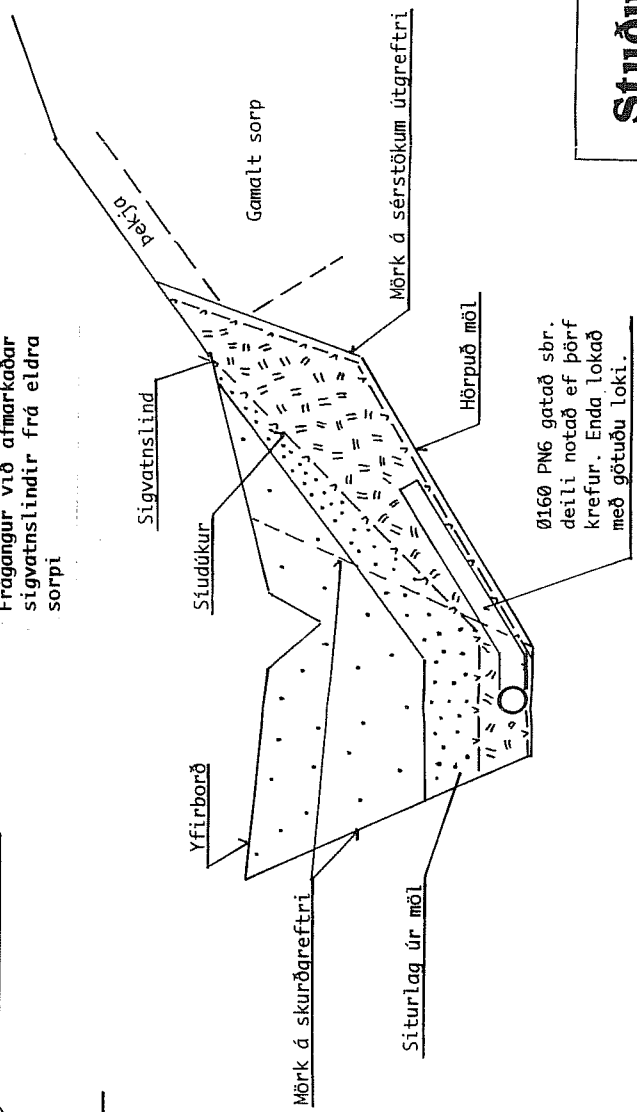 Frágangur við afmarkaðar
sigvatnslindir frá eldra
sorpi
Þekja
Gamalt sorp
Sigvatnslind
Síudúkur
Yfirborð
Mörk á sérstökum útgreftri
Hörpuð möl
Mörk á skurðgreftri
Siturlag úr möl
Ø160 PN6 gatað sbr.
deili notað ef þörf
krefur. Enda lokað
með götuðu loki.